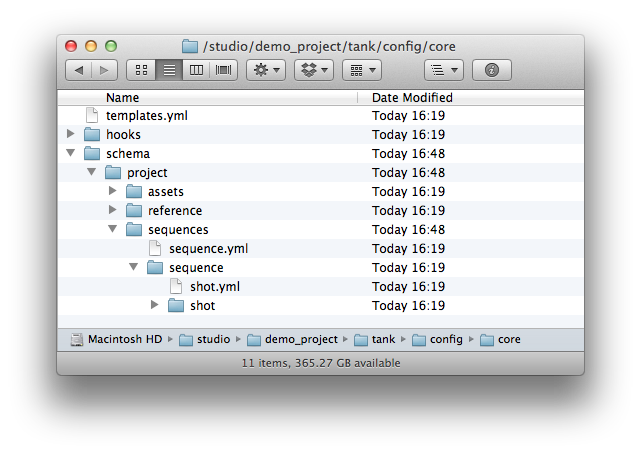 /studio/demo_project/tank/config/core
Name Date Modified
templates.yml Today 16:19
hooks Today 16:19
schema Today 16:48
project Today 16:48
assets Today 16:19
reference Today 16:19
sequences Today 16:48
sequence.yml Today 16:19
sequence Today 16:19
shot.yml Today 16:19
shot Today 16:19
Macintosh HD studio demo_project tank config core
11 items, 365.27 GB available